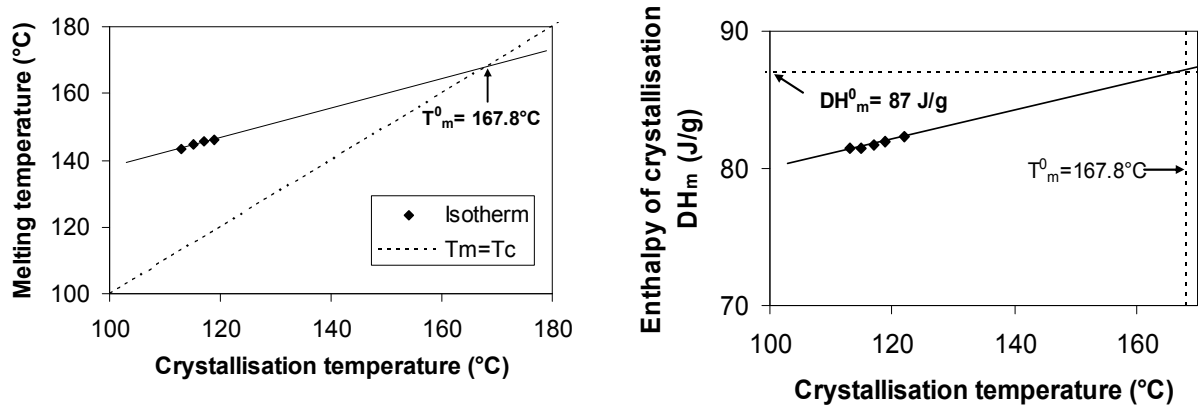 180
160
140
120
100
Melting temperature (°C)
T⁰m= 167.8°C
Isotherm
Tm=Tc
100 120 140 160 180
Crystallisation temperature (°C)
90
80
70
Enthalpy of crystallisation
DHm (J/g)
DH⁰m= 87 J/g
T⁰m=167.8°C
100 120 140 160
Crystallisation temperature (°C)